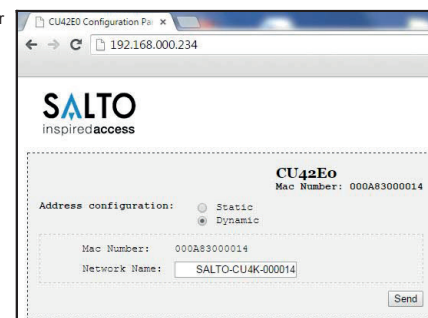 r
CU42E0 Configuration Pa
192.168.000.234
SALTO
inspiredaccess
CU42E0
Mac Number: 000A83000014
Address configuration:
Static
Dynamic
Mac Number: 000A83000014
Network Name: SALTO-CU4K-000014
Send